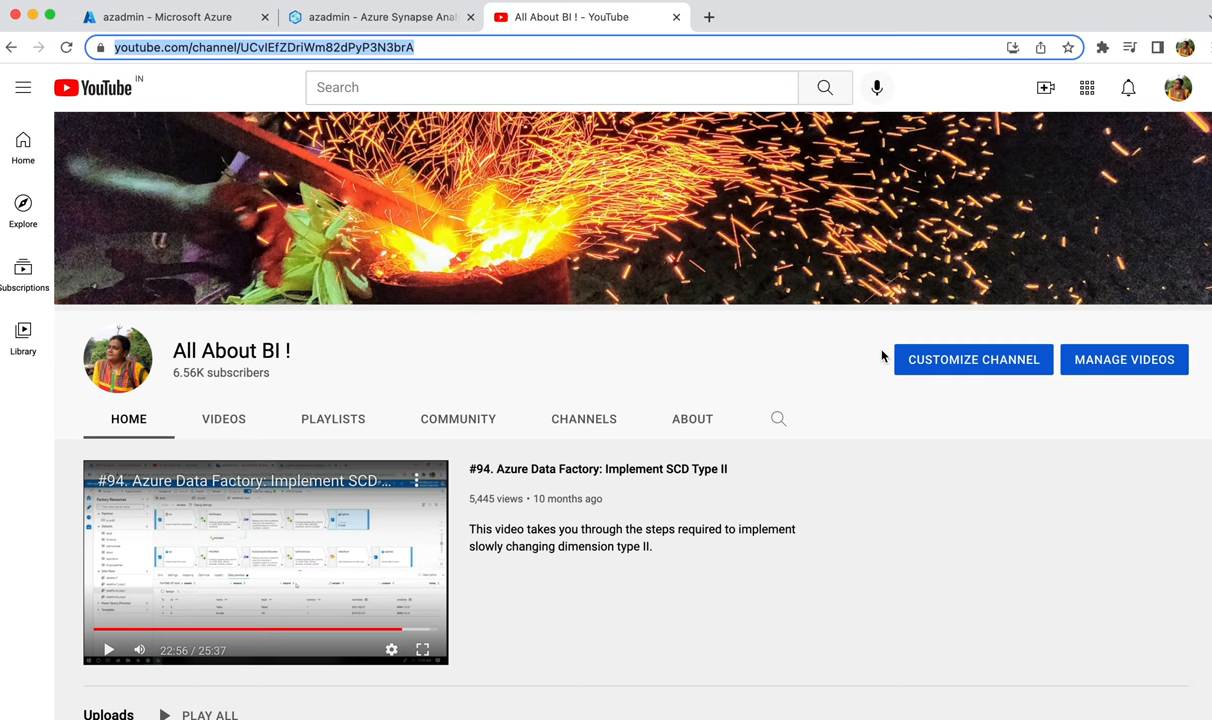 azadmin - Microsoft Azure
azadmin - Azure Synapse Anal
All About BI ! - YouTube
youtube.com/channel/UCvlEfZDriWm82dPyP3N3brA
YouTube IN
Search
Home
Explore
Subscriptions
Library
All About BI !
6.56K subscribers
CUSTOMIZE CHANNEL
MANAGE VIDEOS
HOME
VIDEOS
PLAYLISTS
COMMUNITY
CHANNELS
ABOUT
#94. Azure Data Factory: Implement SCD...
22:56 / 25:37
#94. Azure Data Factory: Implement SCD Type II
5,445 views • 10 months ago
This video takes you through the steps required to implement
slowly changing dimension type II.
Uploads
PLAY ALL